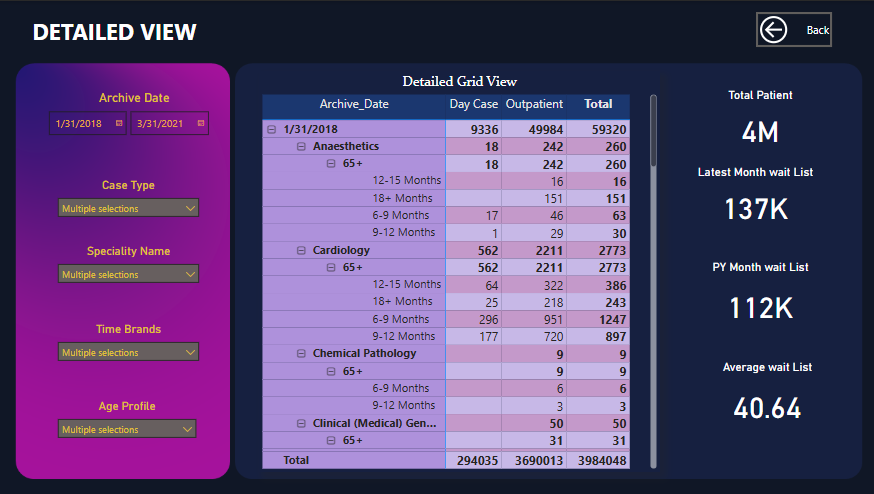 DETAILED VIEW
Back
Archive Date
1/31/2018 3/31/2021
Case Type
Multiple selections
Speciality Name
Multiple selections
Time Brands
Multiple selections
Age Profile
Multiple selections
Detailed Grid View
Archive_Date Day Case Outpatient Total
1/31/2018 9336 49984 59320
Anaesthetics 18 242 260
65+ 18 242 260
12-15 Months 16 16
18+ Months 151 151
6-9 Months 17 46 63
9-12 Months 1 29 30
Cardiology 562 2211 2773
65+ 562 2211 2773
12-15 Months 64 322 386
18+ Months 25 218 243
6-9 Months 296 951 1247
9-12 Months 177 720 897
Chemical Pathology 9 9
65+ 9 9
6-9 Months 6 6
9-12 Months 3 3
Clinical (Medical) Gen... 50 50
65+ 31 31
Total 294035 3690013 3984048
Total Patient
4M
Latest Month wait List
137K
PY Month wait List
112K
Average wait List
40.64